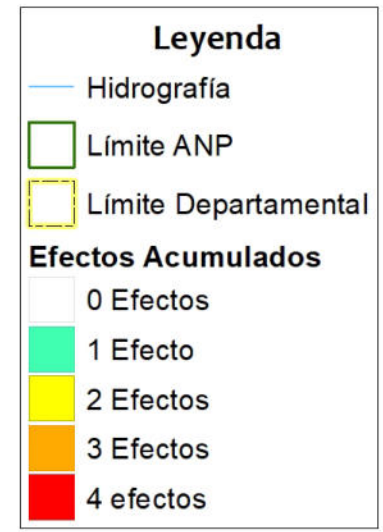 Leyenda
Hidrografía
Límite ANP
Límite Departamental
Efectos Acumulados
0 Efectos
1 Efecto
2 Efectos
3 Efectos
4 efectos